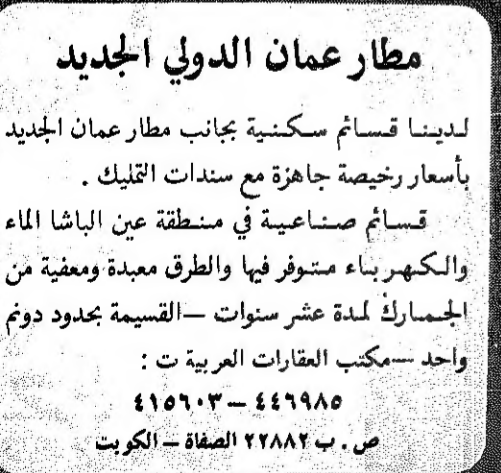 مطار عمان الدولي الجديد
لدينا قسائم سكنية بجانب مطار عمان الجديد
بأسعار رخيصة جاهزة مع سندات التمليك .
قسائم صناعية في منطقة عين الباشا الماء
والكهرباء متوفر فيها والطرق معبدة ومعفية من
الجمارك لمدة عشر سنوات – القسيمة بحدود دونم
واحد – مكتب العقارات العربية ت :
٤٤٦٩٨٥ – ٤١٥٦٠٣
ص . ب ٢٢٨٨٢ الصفاة – الكويت